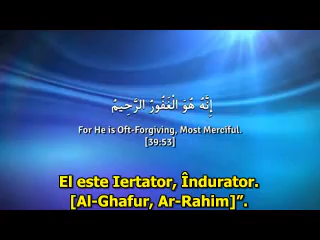 إِنَّهُ هُوَ الْغَفُورُ الرَّحِيمُ
For He is Oft-Forgiving, Most Merciful.
[39:53]
El este Iertator, Îndurator.
[Al-Ghafur, Ar-Rahim]”.